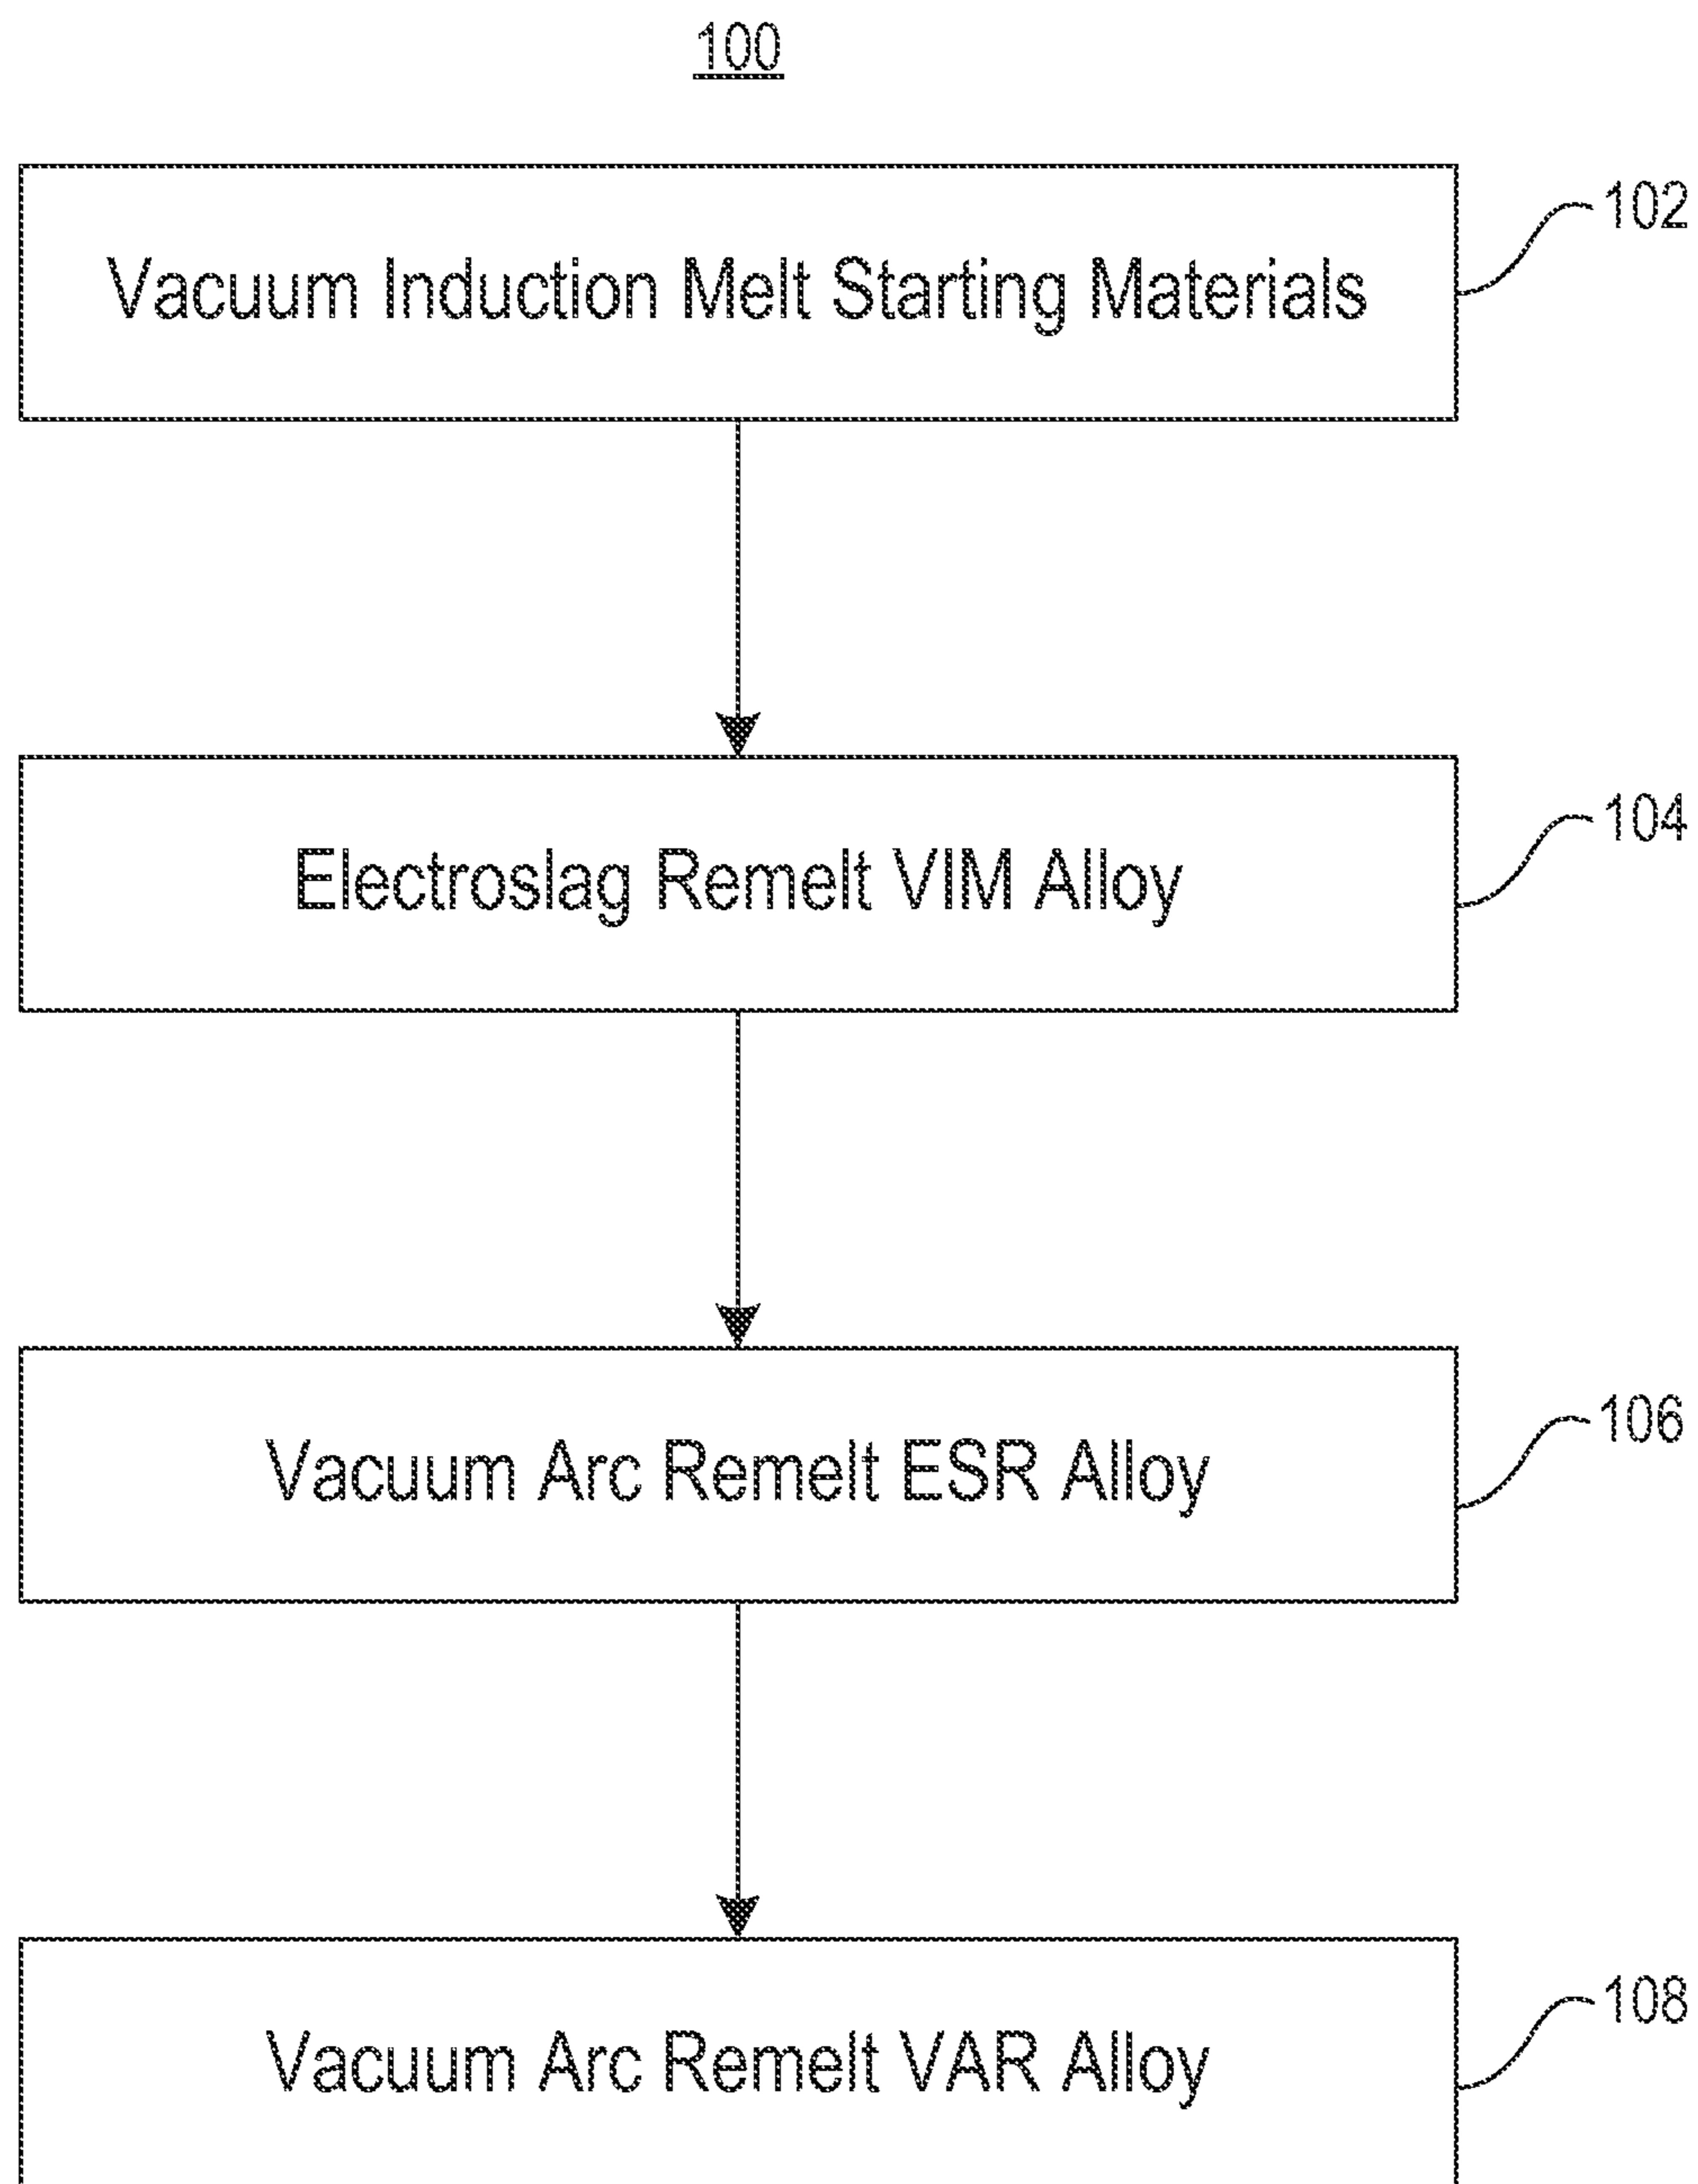 100
Vacuum Induction Melt Starting Materials
102
Electroslag Remelt VIM Alloy
104
Vacuum Arc Remelt ESR Alloy
106
Vacuum Arc Remelt VAR Alloy
108